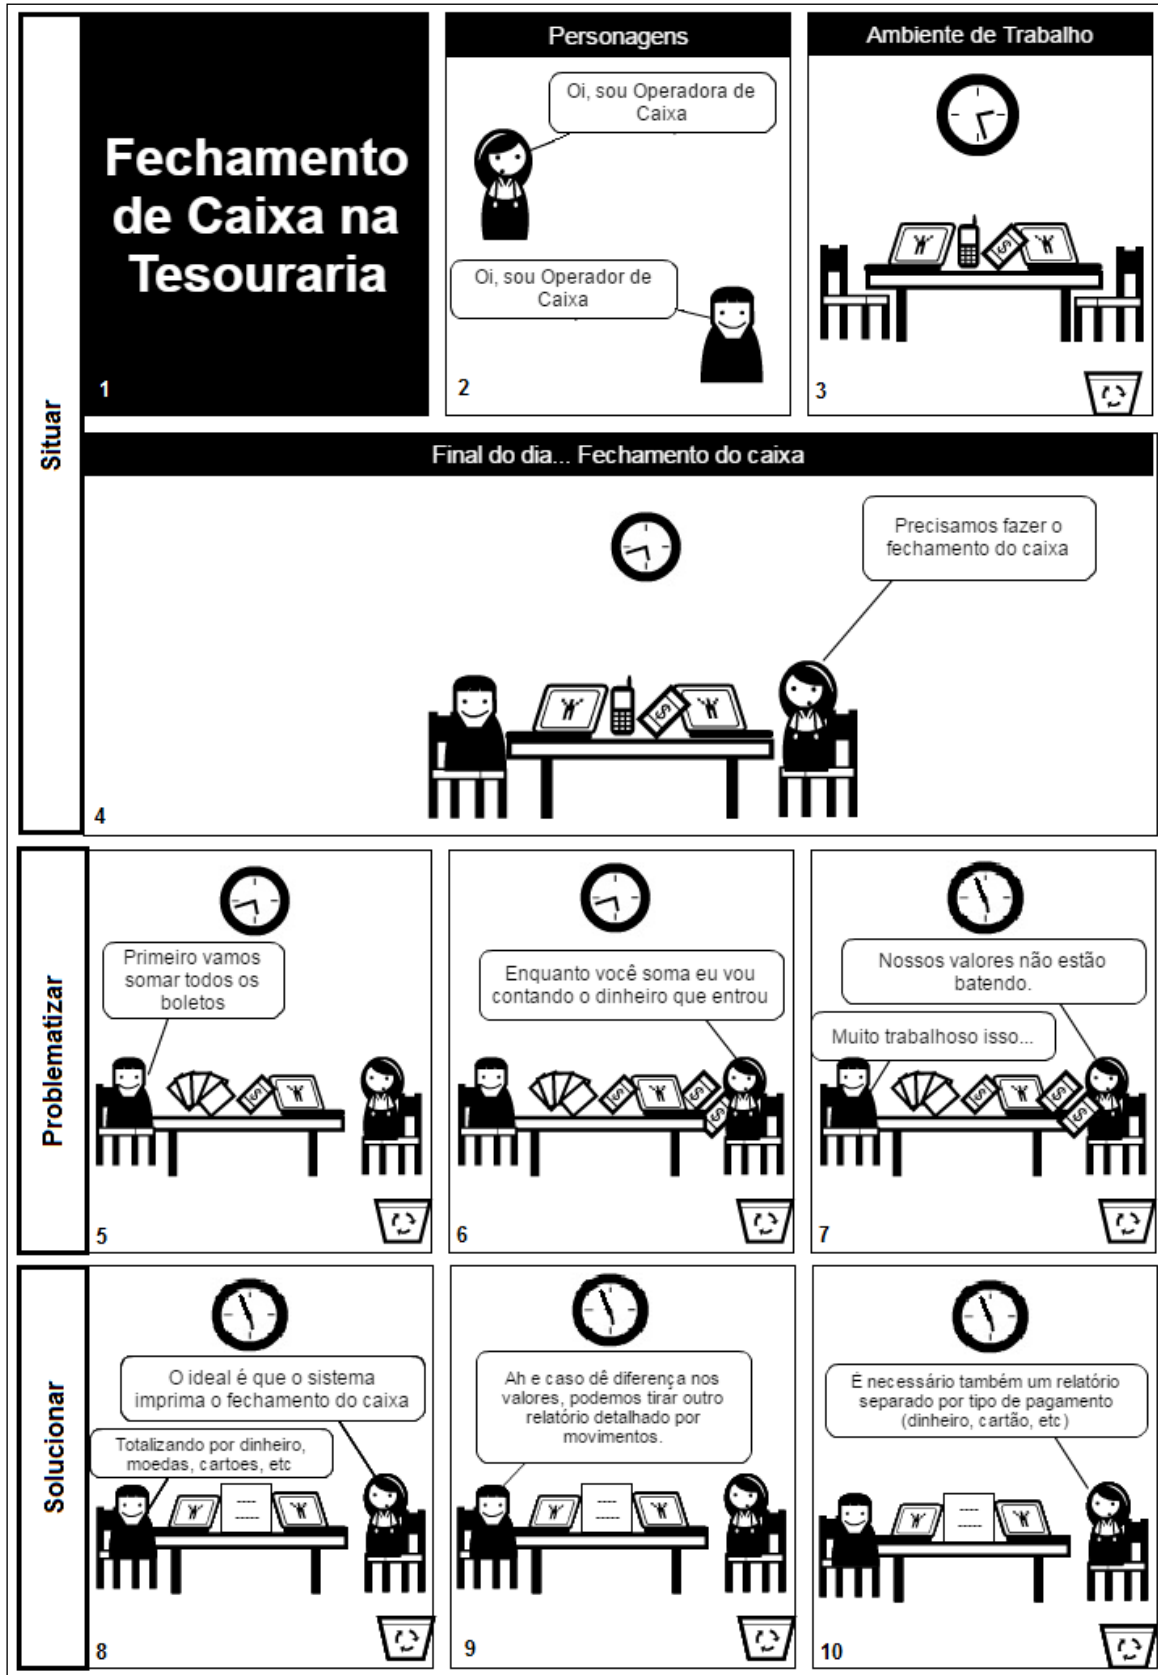 Situar
Fechamento
de Caixa na
Tesouraria
1
Personagens
Oi, sou Operadora de
Caixa
Oi, sou Operador de
Caixa
2
Ambiente de Trabalho
3
Final do dia... Fechamento do caixa
Precisamos fazer o
fechamento do caixa
4
Problematizar
Primeiro vamos
somar todos os
boletos
5
Enquanto você soma eu vou
contando o dinheiro que entrou
6
Nossos valores não estão
batendo.
Muito trabalhoso isso...
7
Solucionar
O ideal é que o sistema
imprima o fechamento do caixa
Totalizando por dinheiro,
moedas, cartoes, etc
8
Ah e caso dê diferença nos
valores, podemos tirar outro
relatório detalhado por
movimentos.
9
É necessário também um relatório
separado por tipo de pagamento
(dinheiro, cartão, etc)
10